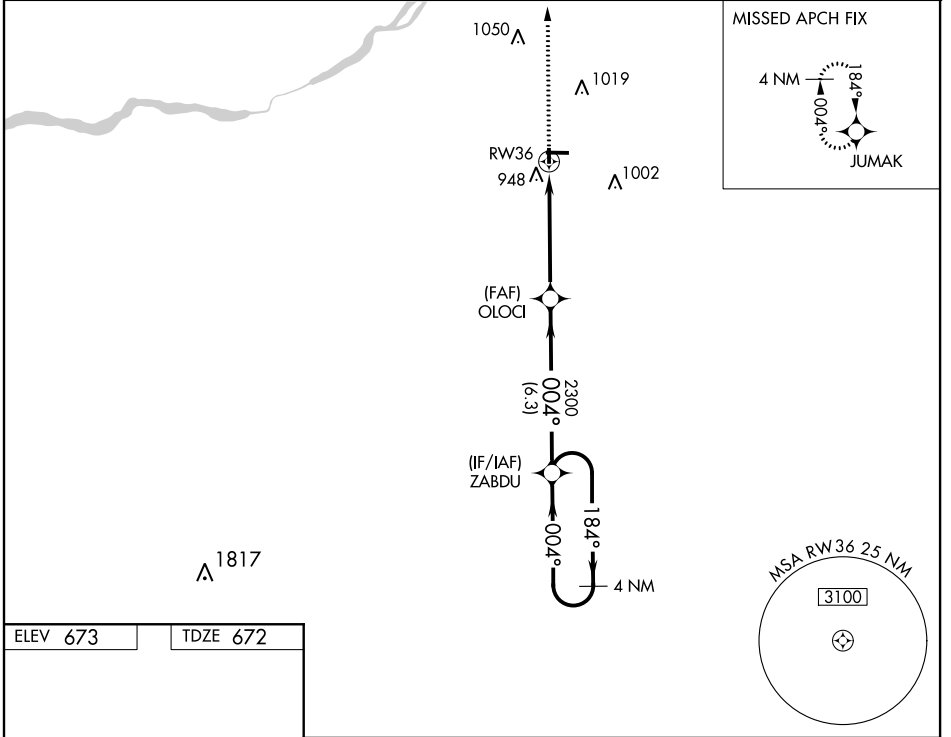 MISSED APCH FIX
4 NM
184°
004°
JUMAK
1050
1019
RW36
948
1002
(FAF)
OLOCI
2300
004°
(6.3)
(IF/IAF)
ZABDU
004°
184°
4 NM
1817
MSA RW36 25 NM
3100
ELEV 673
TDZE 672